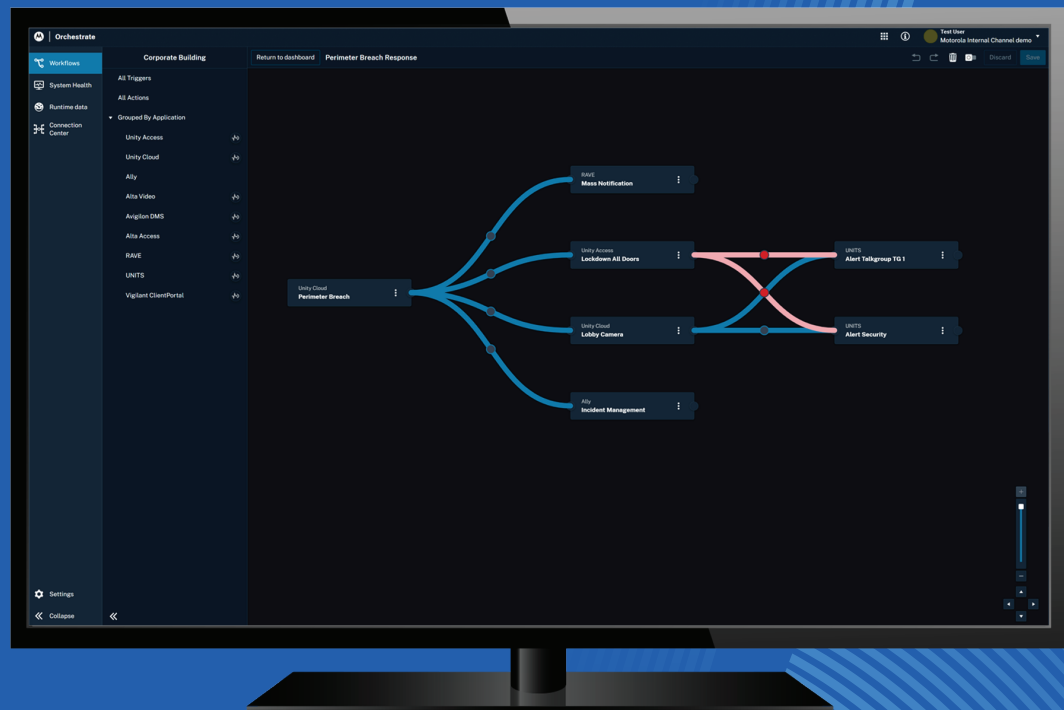 Orchestrate
Test User
Motorola Internal Channel demo
Workflows
System Health
Runtime data
Connection
Center
Settings
Collapse
Corporate Building
All Triggers
All Actions
Grouped By Application
Unity Access
Unity Cloud
Ally
Alta Video
Avigilon DMS
Alta Access
RAVE
UNITS
Vigilant ClientPortal
Return to dashboard
Perimeter Breach Response
Discard
Save
Unity Cloud
Perimeter Breach
RAVE
Mass Notification
Unity Access
Lockdown All Doors
Unity Cloud
Lobby Camera
Ally
Incident Management
UNITS
Alert Talkgroup TG 1
UNITS
Alert Security